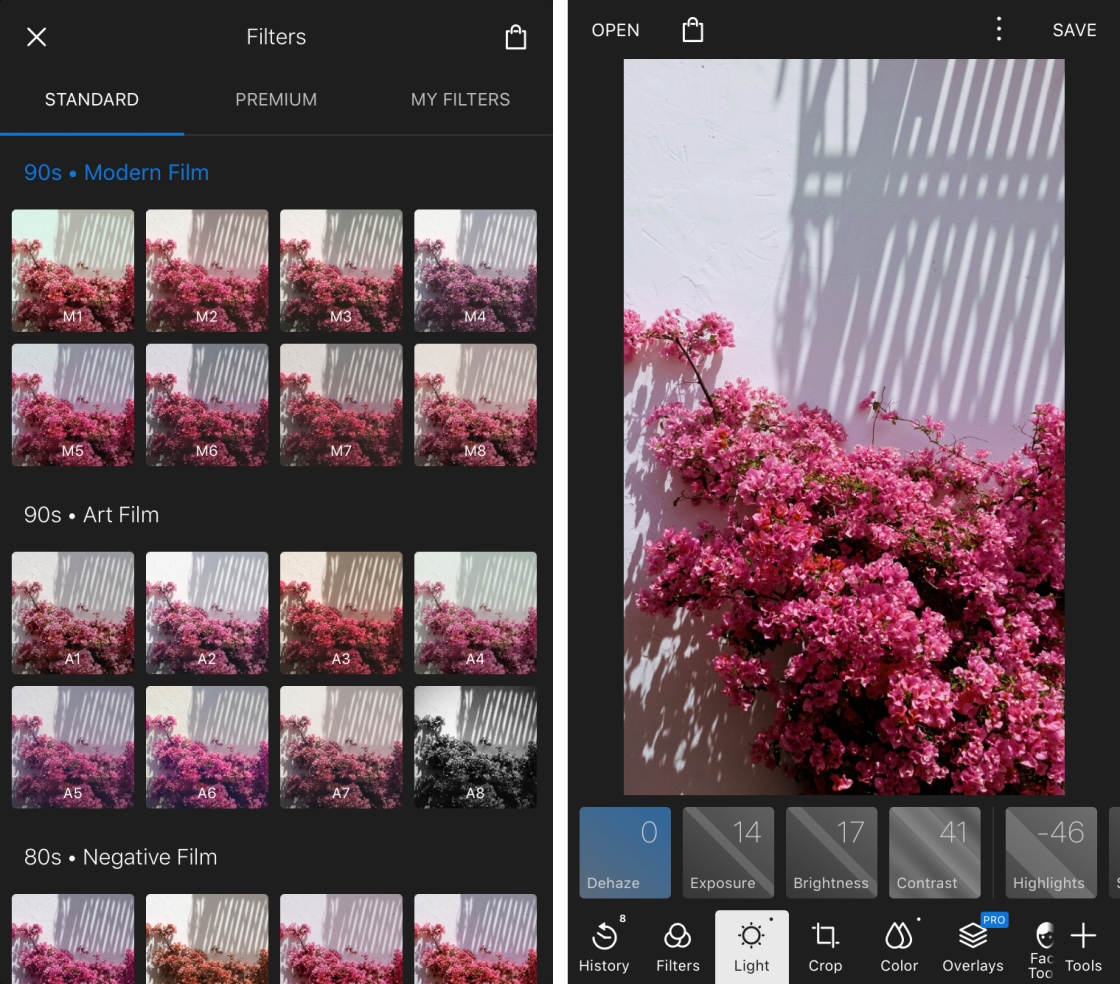 Filters
STANDARD PREMIUM MY FILTERS
90s • Modern Film
M1 M2 M3 M4
M5 M6 M7 M8
90s • Art Film
A1 A2 A3 A4
A5 A6 A7 A8
80s • Negative Film
OPEN SAVE
0 14 17 41 -46
Dehaze Exposure Brightness Contrast Highlights
8 PRO
History Filters Light Crop Color Overlays Fac Tools
Too